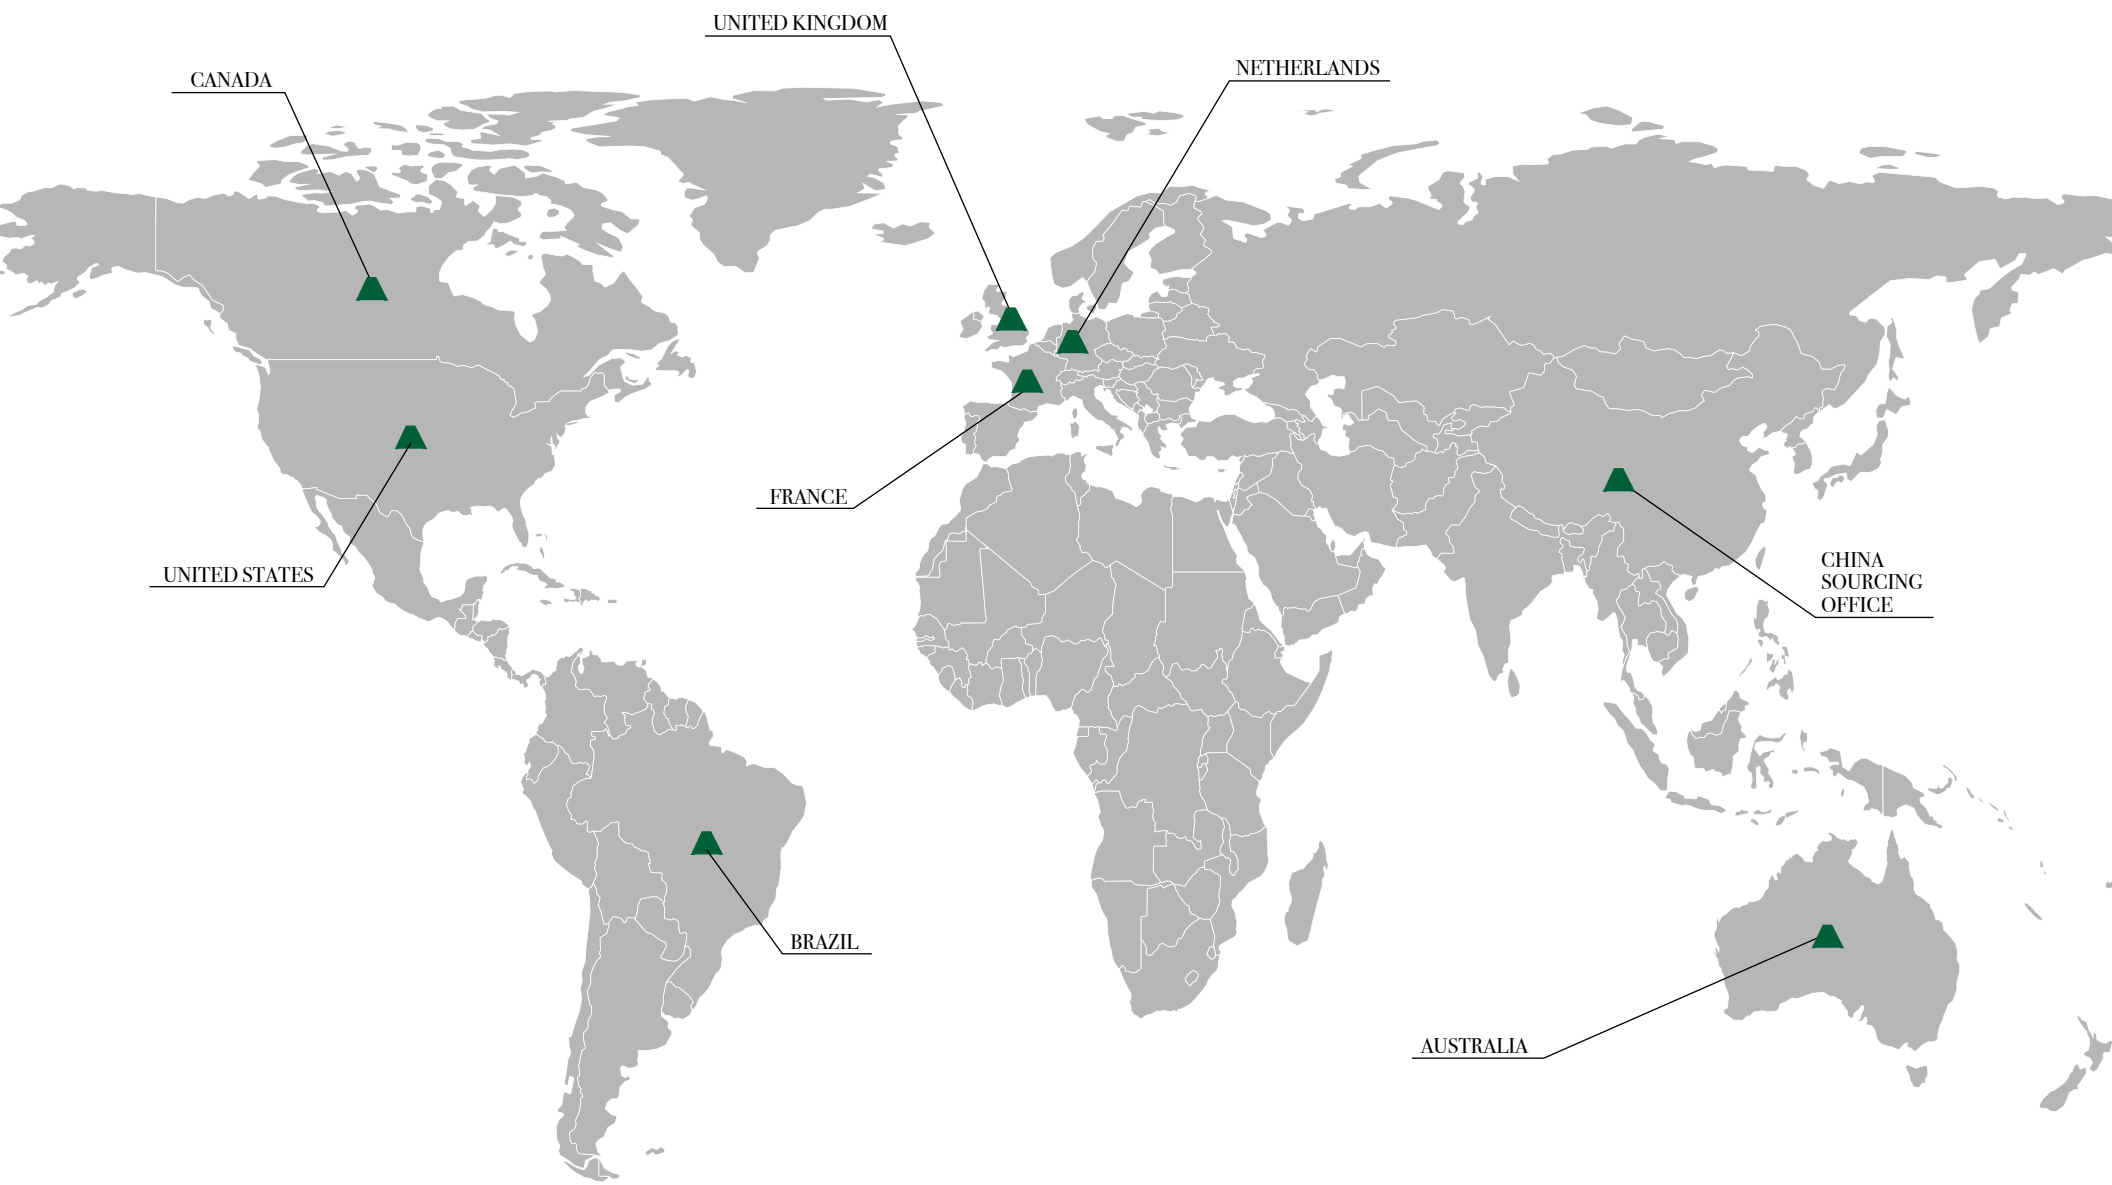 UNITED KINGDOM
NETHERLANDS
CANADA
FRANCE
UNITED STATES
CHINA
SOURCING
OFFICE
BRAZIL
AUSTRALIA